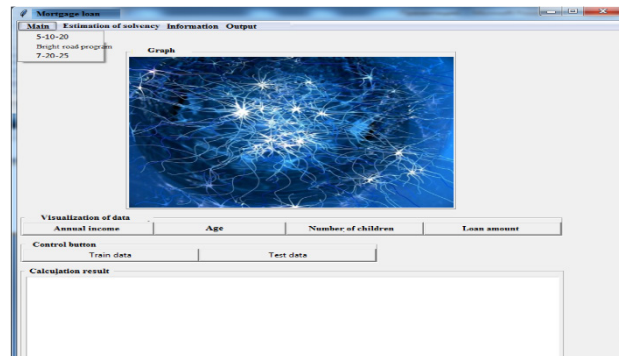 Mortgage loan
Main Estimation of solvency Information Output
5-10-20
Bright road program
7-20-25
Graph
Visualization of data
Annual income Age Number of children Loan amount
Control button
Train data Test data
Calculation result